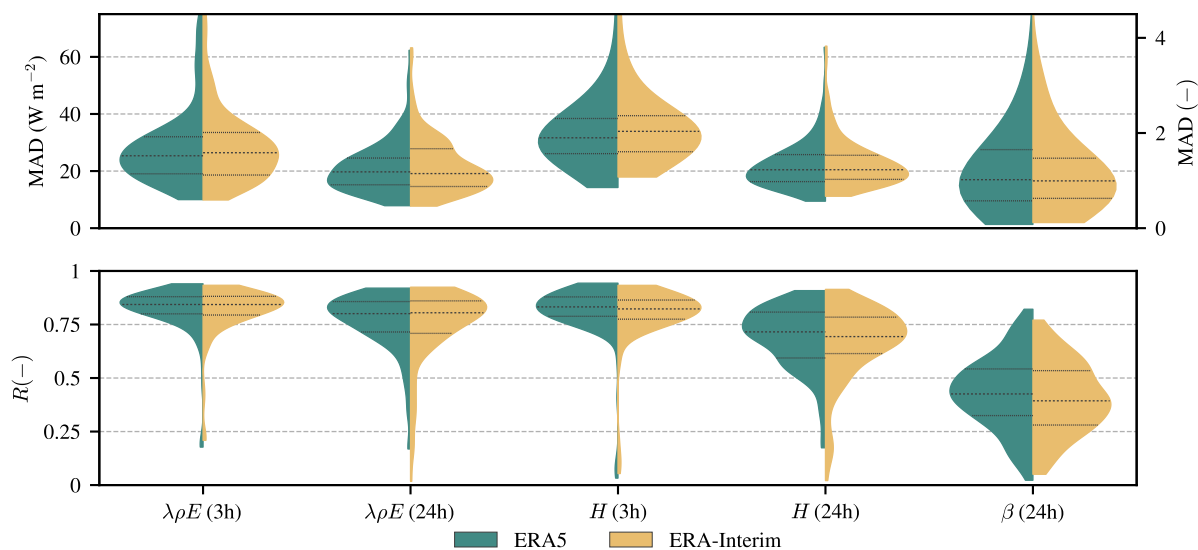 MAD (W m⁻²)
60
40
20
0
4
2
0
MAD (−)
R(−)
1
0.75
0.5
0.25
0
λρE (3h)
λρE (24h)
H (3h)
H (24h)
β (24h)
ERA5
ERA-Interim